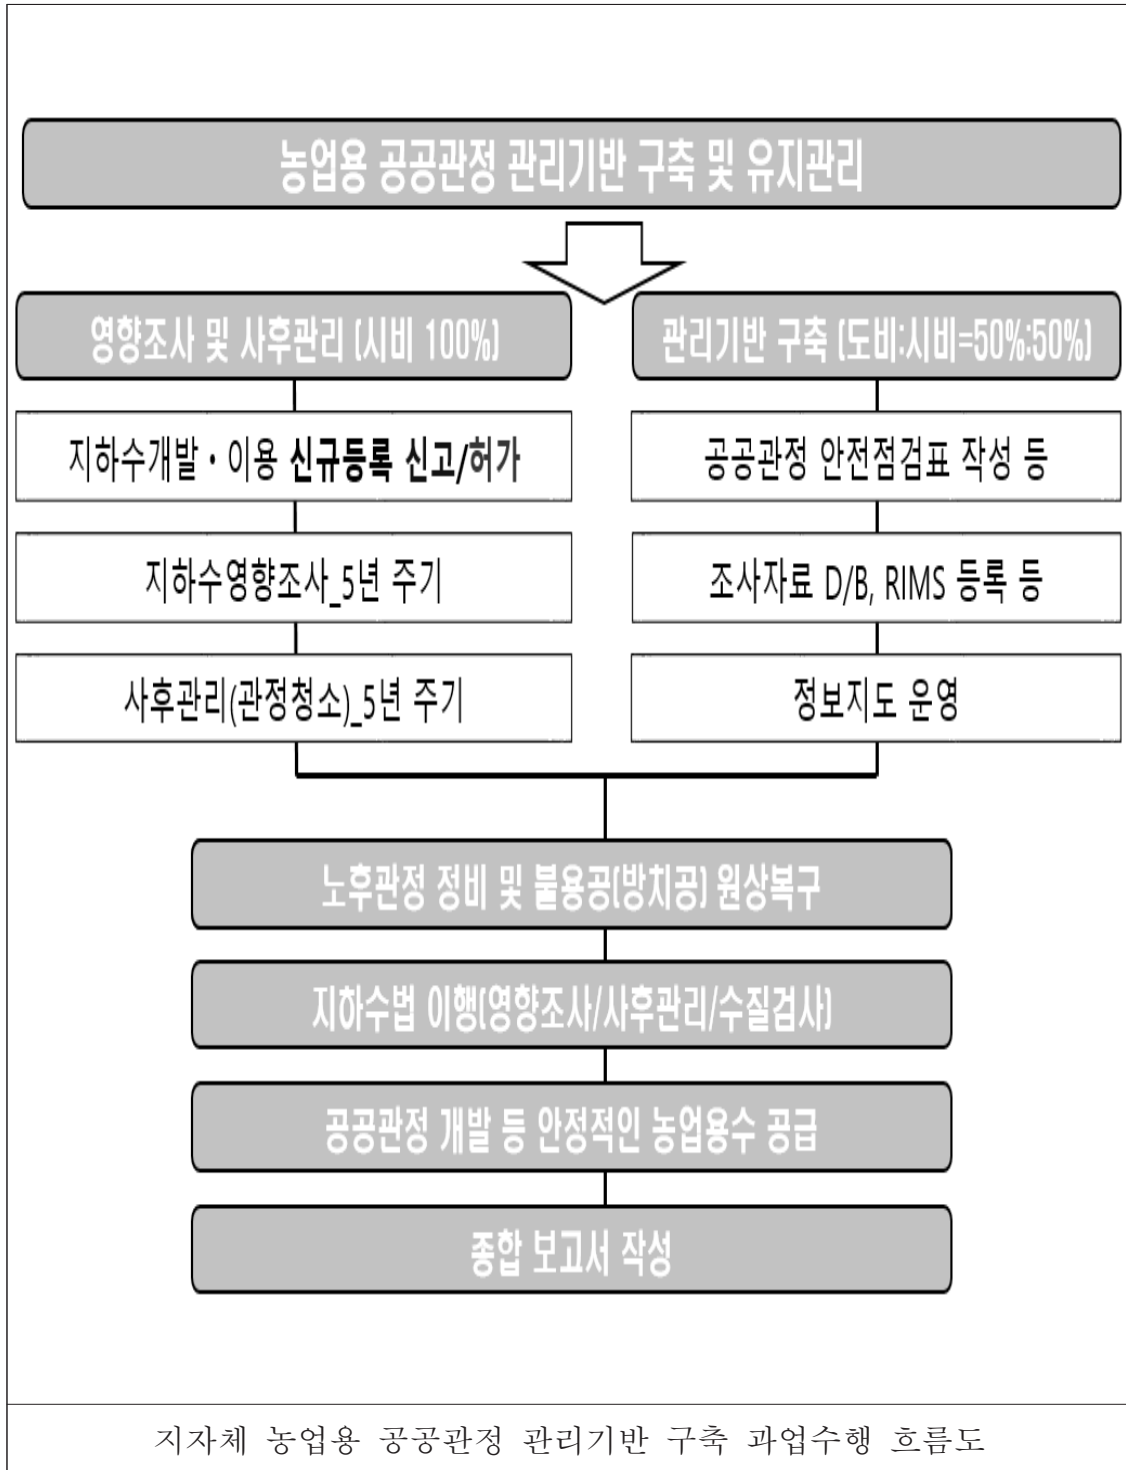 농업용 공공관정 관리기반 구축 및 유지관리
영향조사 및 사후관리 (시비 100%)
지하수개발・이용 신규등록 신고/허가
지하수영향조사_5년 주기
사후관리(관정청소)_5년 주기
관리기반 구축 (도비:시비=50%:50%)
공공관정 안전점검표 작성 등
조사자료 D/B, RIMS 등록 등
정보지도 운영
노후관정 정비 및 불용공(방치공) 원상복구
지하수법 이행(영향조사/사후관리/수질검사)
공공관정 개발 등 안정적인 농업용수 공급
종합 보고서 작성
지자체 농업용 공공관정 관리기반 구축 과업수행 흐름도